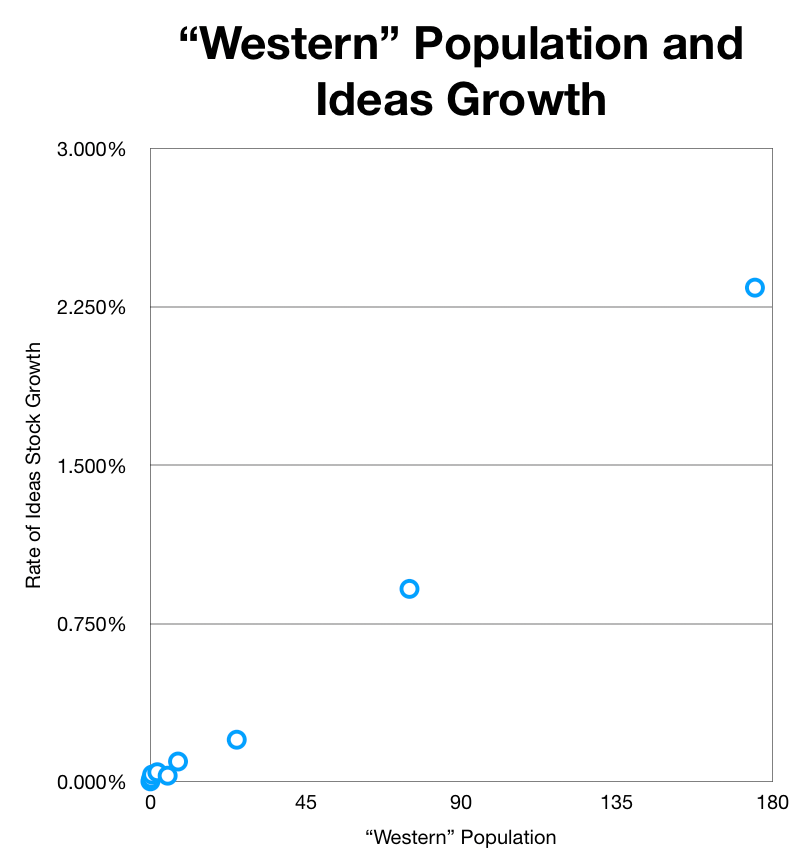 “Western” Population and
Ideas Growth
3.000%
2.250%
1.500%
0.750%
0.000%
Rate of Ideas Stock Growth
0 45 90 135 180
“Western” Population